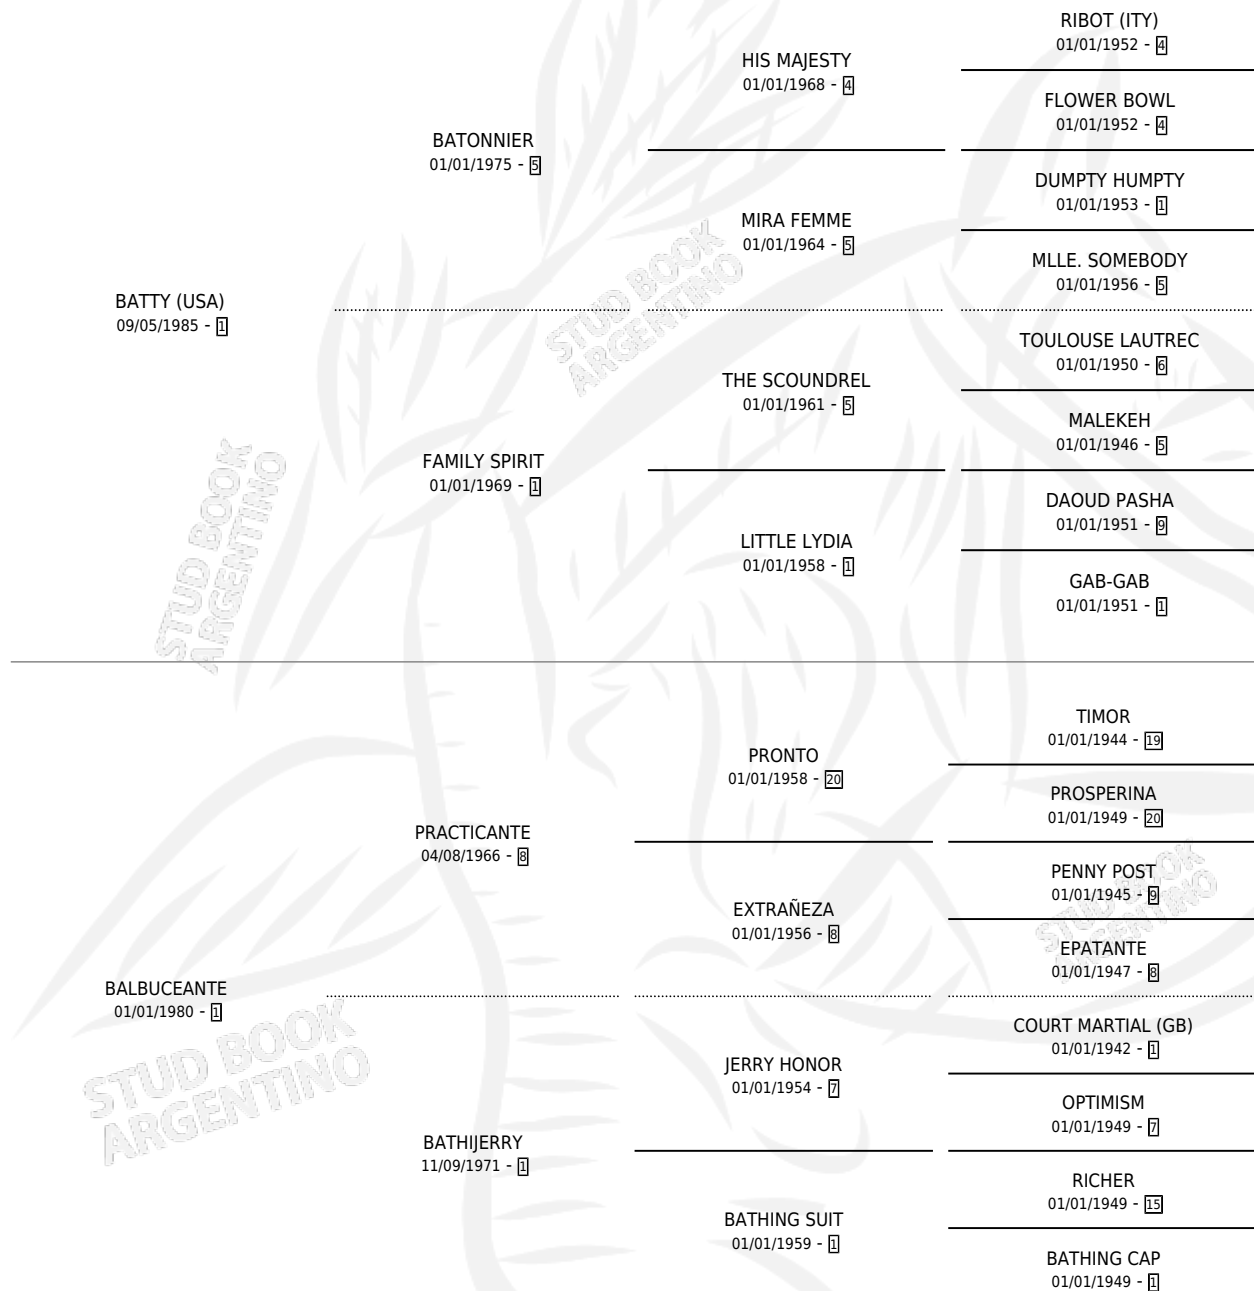 RIBOT (ITY)
01/01/1952 - 4
HIS MAJESTY
01/01/1968 - 4
FLOWER BOWL
01/01/1952 - 4
BATONNIER
01/01/1975 - 5
DUMPTY HUMPTY
01/01/1953 - 1
MIRA FEMME
01/01/1964 - 5
MLLE. SOMEBODY
01/01/1956 - 5
BATTY (USA)
09/05/1985 - 1
TOULOUSE LAUTREC
01/01/1950 - 6
THE SCOUNDREL
01/01/1961 - 5
MALEKEH
01/01/1946 - 5
FAMILY SPIRIT
01/01/1969 - 1
DAOUD PASHA
01/01/1951 - 9
LITTLE LYDIA
01/01/1958 - 1
GAB-GAB
01/01/1951 - 1
TIMOR
01/01/1944 - 19
PRONTO
01/01/1958 - 20
PROSPERINA
01/01/1949 - 20
PRACTICANTE
04/08/1966 - 8
PENNY POST
01/01/1945 - 9
EXTRAÑEZA
01/01/1956 - 8
EPATANTE
01/01/1947 - 8
BALBUCEANTE
01/01/1980 - 1
COURT MARTIAL (GB)
01/01/1942 - 1
JERRY HONOR
01/01/1954 - 7
OPTIMISM
01/01/1949 - 7
BATHIJERRY
11/09/1971 - 1
RICHER
01/01/1949 - 15
BATHING SUIT
01/01/1959 - 1
BATHING CAP
01/01/1949 - 1
STUD BOOK
ARGENTINO
STUD BOOK
ARGENTINO
STUD BOOK
ARGENTINO
STUD BOOK
ARGENTINO